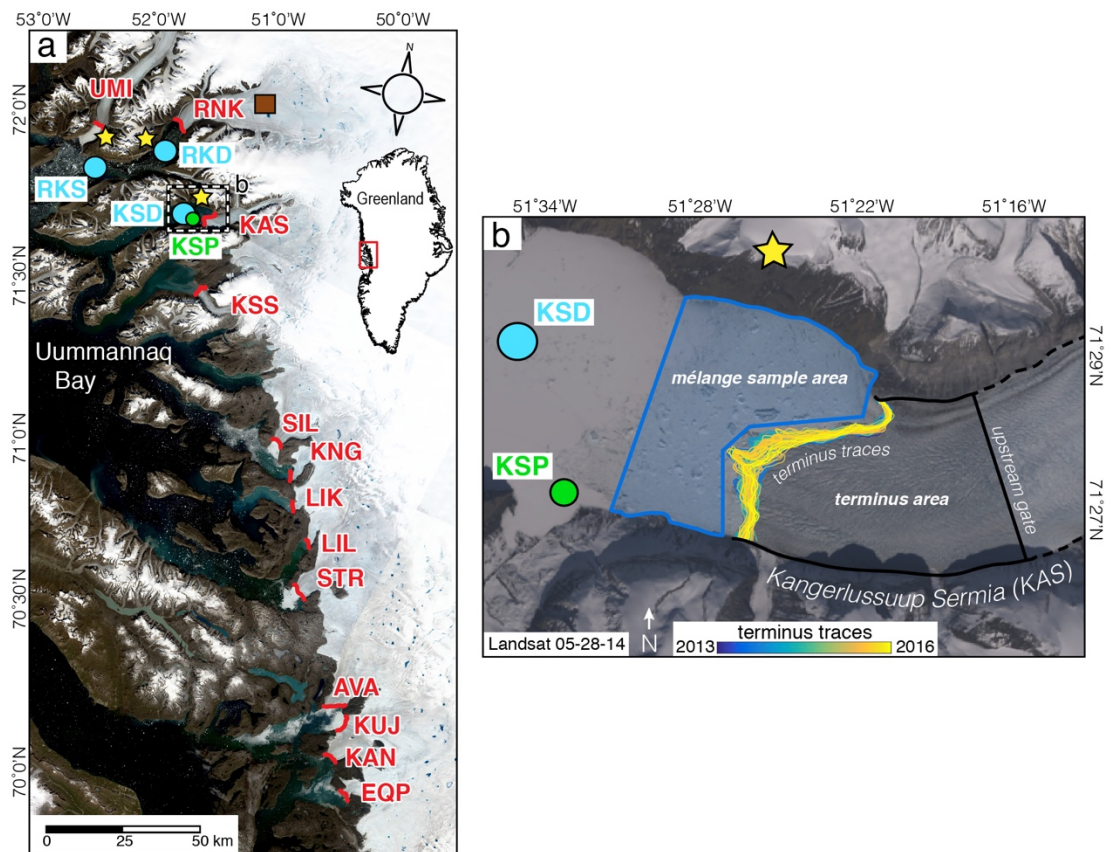 53°0'W
52°0'W
51°0'W
50°0'W
a
N
UMI
RNK
72°0'N
RKD
RKS
b
Greenland
KSD
KAS
KSP
71°30'N
KSS
Uummannaq
Bay
71°0'N
SIL
KNG
LIK
LIL
STR
70°30'N
AVA
KUJ
70°0'N
KAN
EQP
0
25
50 km
51°34'W
51°28'W
51°22'W
51°16'W
b
KSD
71°29'N
mélange sample area
KSP
terminus traces
terminus area
upstream gate
71°27'N
Kangerlussuup Sermia (KAS)
Landsat 05-28-14
N
terminus traces
2013
2016